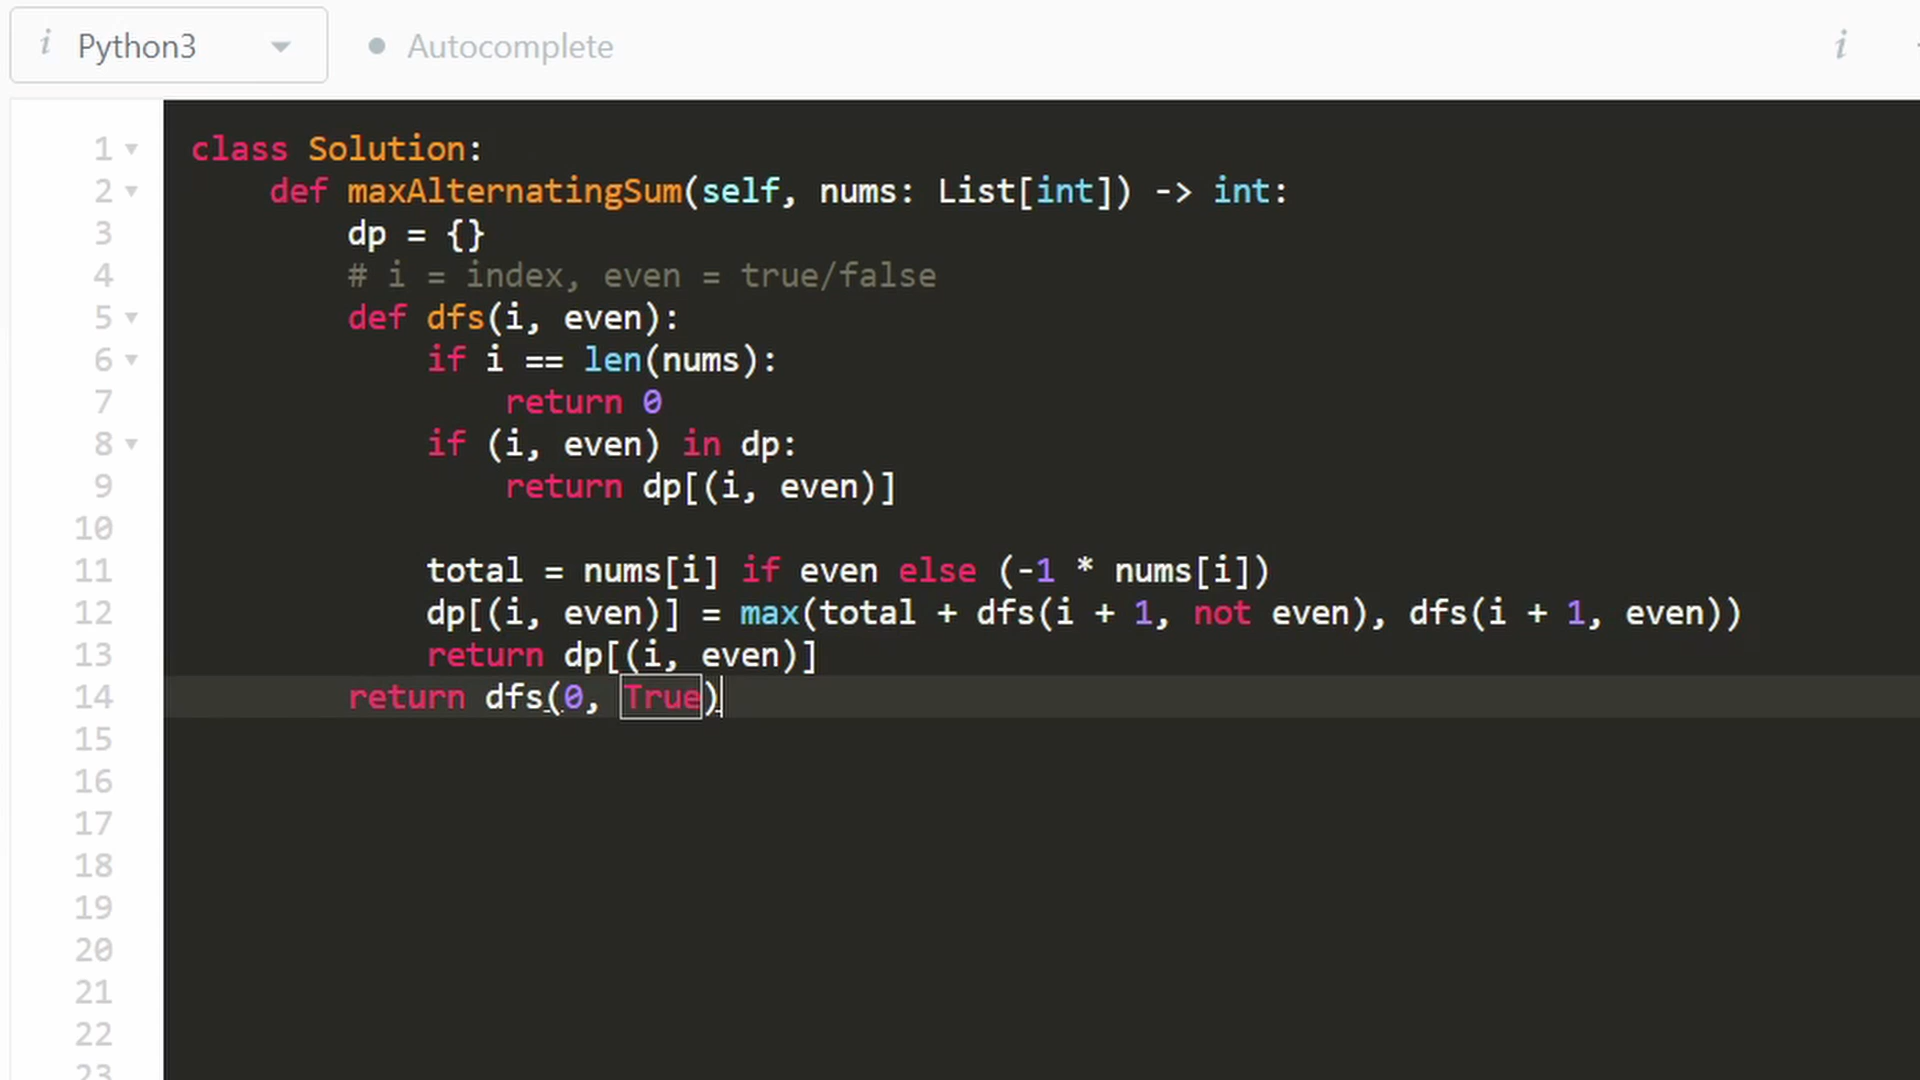 i Python3 Autocomplete i
1 class Solution:
2 def maxAlternatingSum(self, nums: List[int]) -> int:
3 dp = {}
4 # i = index, even = true/false
5 def dfs(i, even):
6 if i == len(nums):
7 return 0
8 if (i, even) in dp:
9 return dp[(i, even)]
10
11 total = nums[i] if even else (-1 * nums[i])
12 dp[(i, even)] = max(total + dfs(i + 1, not even), dfs(i + 1, even))
13 return dp[(i, even)]
14 return dfs(0, True)
15
16
17
18
19
20
21
22
23